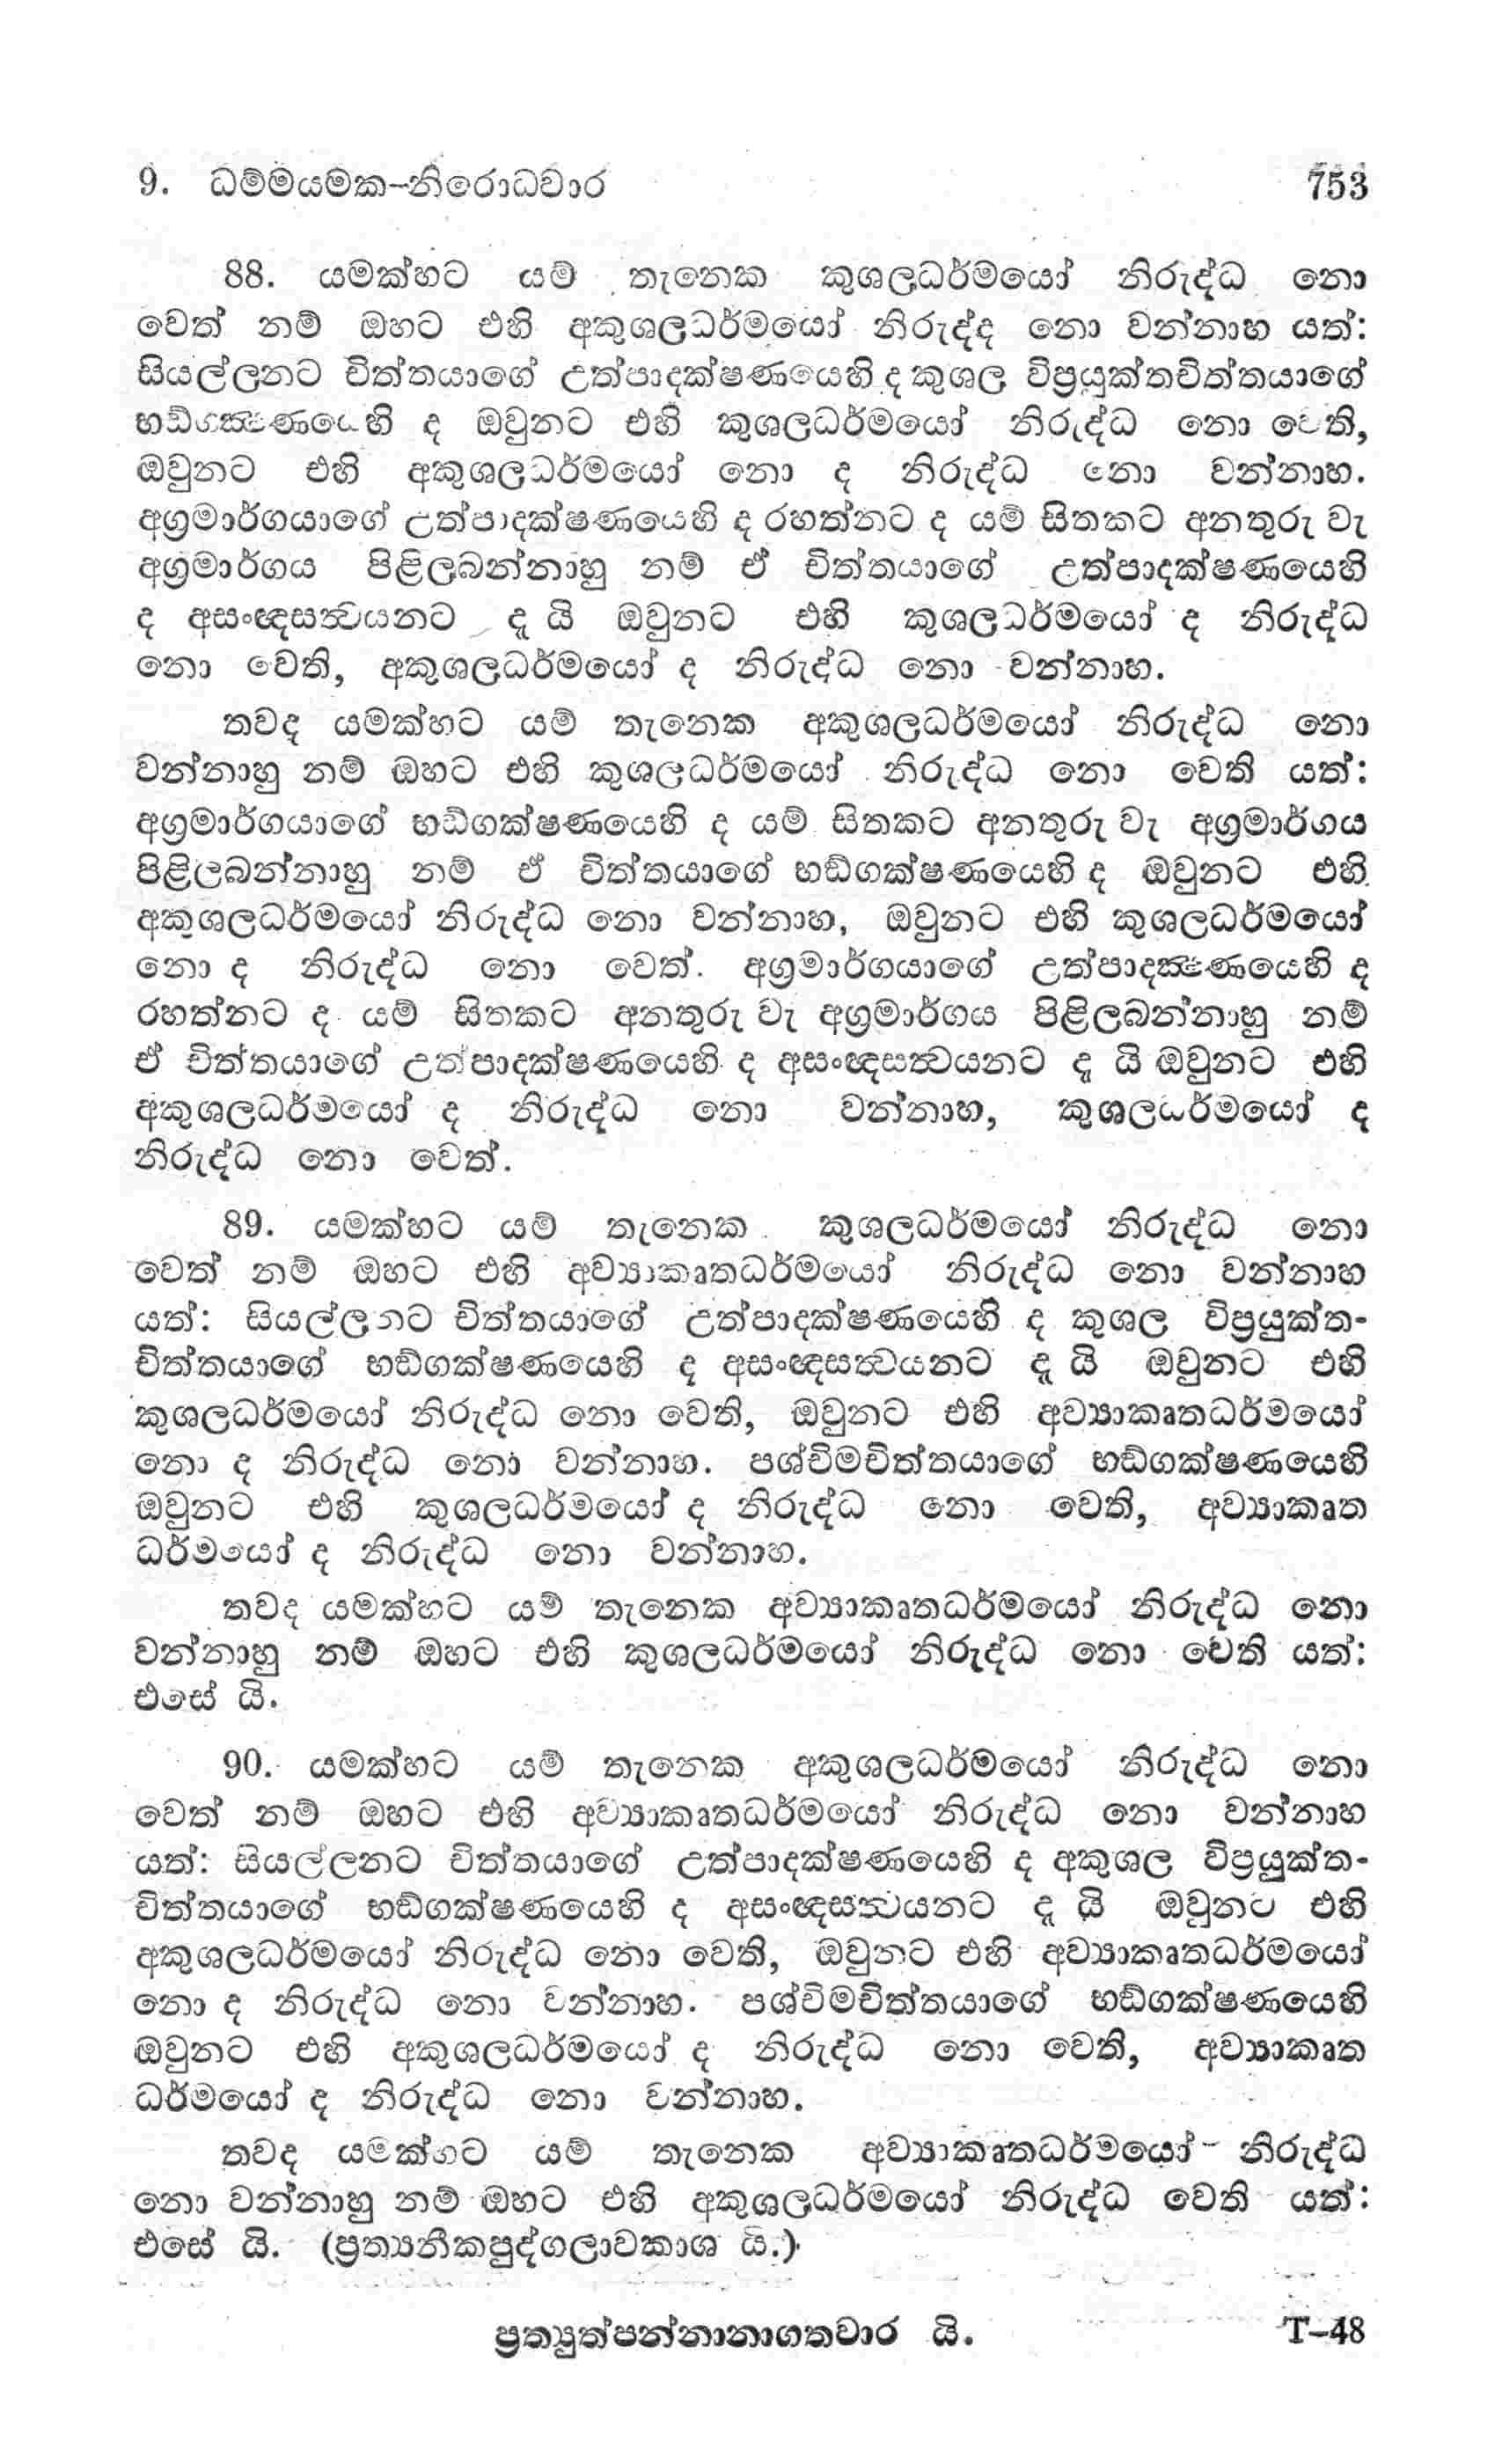 9. ධම්මයමක-නිරොධවාර 753
88. යමක්හට යම් තැනෙක කුශලධර්මයෝ නිරුද්ධ නො
වෙත් නම් ඔහට එහි අකුශලධර්මයෝ නිරුද්ද නො වන්නාහ යත්:
සියල්ලනට චිත්තයාගේ උත්පාදක්ෂණයෙහි ද කුශල විප්‍රයුක්තචිත්තයාගේ
භඩ්ගක්‍ෂණයෙහි ද ඔවුනට එහි කුශලධර්මයෝ නිරුද්ධ නො වෙති,
ඔවුනට එහි අකුශලධර්මයෝ නො ද නිරුද්ධ නො වන්නාහ.
අග්‍රමාර්ගයාගේ උත්පාදක්ෂණයෙහි ද රහත්නට ද යම් සිතකට අනතුරු වැ
අග්‍රමාර්ගය පිළිලබන්නාහු නම් ඒ චිත්තයාගේ උත්පාදක්ෂණයෙහි
ද අසංඥසත්‍වයනට දූ යි ඔවුනට එහි කුශලධර්මයෝ ද නිරුද්ධ
නො වෙති, අකුශලධර්මයෝ ද නිරුද්ධ නො වන්නාහ.
තවද යමක්හට යම් තැනෙක අකුශලධර්මයෝ නිරුද්ධ නො
වන්නාහු නම් ඔහට එහි කුශලධර්මයෝ නිරුද්ධ නො වෙති යත්:
අග්‍රමාර්ගයාගේ භඩ්ගක්ෂණයෙහි ද යම් සිතකට අනතුරු වැ අග්‍රමාර්ගය
පිළිලබන්නාහු නම් ඒ චිත්තයාගේ භඩ්ගක්ෂණයෙහි ද ඔවුනට එහි
අකුශලධර්මයෝ නිරුද්ධ නො වන්නාහ, ඔවුනට එහි කුශලධර්මයෝ
නො ද නිරුද්ධ නො වෙත්. අග්‍රමාර්ගයාගේ උත්පාදක්‍ෂණයෙහි ද
රහත්නට ද යම් සිතකට අනතුරු වැ අග්‍රමාර්ගය පිළිලබන්නාහු නම්
ඒ චිත්තයාගේ උත්පාදක්ෂණයෙහි ද අසංඥසත්‍වයනට දූ යි ඔවුනට එහි
අකුශලධර්මයෝ ද නිරුද්ධ නො වන්නාහ, කුශලධර්මයෝ ද
නිරුද්ධ නො වෙත්.
89. යමක්හට යම් තැනෙක කුශලධර්මයෝ නිරුද්ධ නො
වෙත් නම් ඔහට එහි අව්‍යාකෘතධර්මයෝ නිරුද්ධ නො වන්නාහ
යත්: සියල්ලනට චිත්තයාගේ උත්පාදක්ෂණයෙහි ද කුශල විප්‍රයුක්ත-
චිත්තයාගේ භඩ්ගක්ෂණයෙහි ද අසංඥසත්‍වයනට දූ යි ඔවුනට එහි
කුශලධර්මයෝ නිරුද්ධ නො වෙති, ඔවුනට එහි අව්‍යාකෘතධර්මයෝ
නො ද නිරුද්ධ නො වන්නාහ. පශ්චිමචිත්තයාගේ භඩ්ගක්ෂණයෙහි
ඔවුනට එහි කුශලධර්මයෝ ද නිරුද්ධ නො වෙති, අව්‍යාකෘත
ධර්මයෝ ද නිරුද්ධ නො වන්නාහ.
තවද යමක්හට යම් තැනෙක අව්‍යාකෘතධර්මයෝ නිරුද්ධ නො
වන්නාහු නම් ඔහට එහි කුශලධර්මයෝ නිරුද්ධ නො වෙති යත්:
එසේ යි.
90. යමක්හට යම් තැනෙක අකුශලධර්මයෝ නිරුද්ධ නො
වෙත් නම් ඔහට එහි අව්‍යාකෘතධර්මයෝ නිරුද්ධ නො වන්නාහ
යත්: සියල්ලනට චිත්තයාගේ උත්පාදක්ෂණයෙහි ද අකුශල විප්‍රයුක්ත-
චිත්තයාගේ භඩ්ගක්ෂණයෙහි ද අසංඥසත්‍වයනට දූ යි ඔවුනට එහි
අකුශලධර්මයෝ නිරුද්ධ නො වෙති, ඔවුනට එහි අව්‍යාකෘතධර්මයෝ
නො ද නිරුද්ධ නො වන්නාහ. පශ්චිමචිත්තයාගේ භඩ්ගක්ෂණයෙහි
ඔවුනට එහි අකුශලධර්මයෝ ද නිරුද්ධ නො වෙති, අව්‍යාකෘත
ධර්මයෝ ද නිරුද්ධ නො වන්නාහ.
තවද යමක්හට යම් තැනෙක අව්‍යාකෘතධර්මයෝ නිරුද්ධ
නො වන්නාහු නම් ඔහට එහි අකුශලධර්මයෝ නිරුද්ධ වෙති යත්:
එසේ යි. (ප්‍රත්‍යනීකපුද්ගලාවකාශ යි.)
ප්‍රත්‍යුත්පන්නානාගතවාර යි. T-48